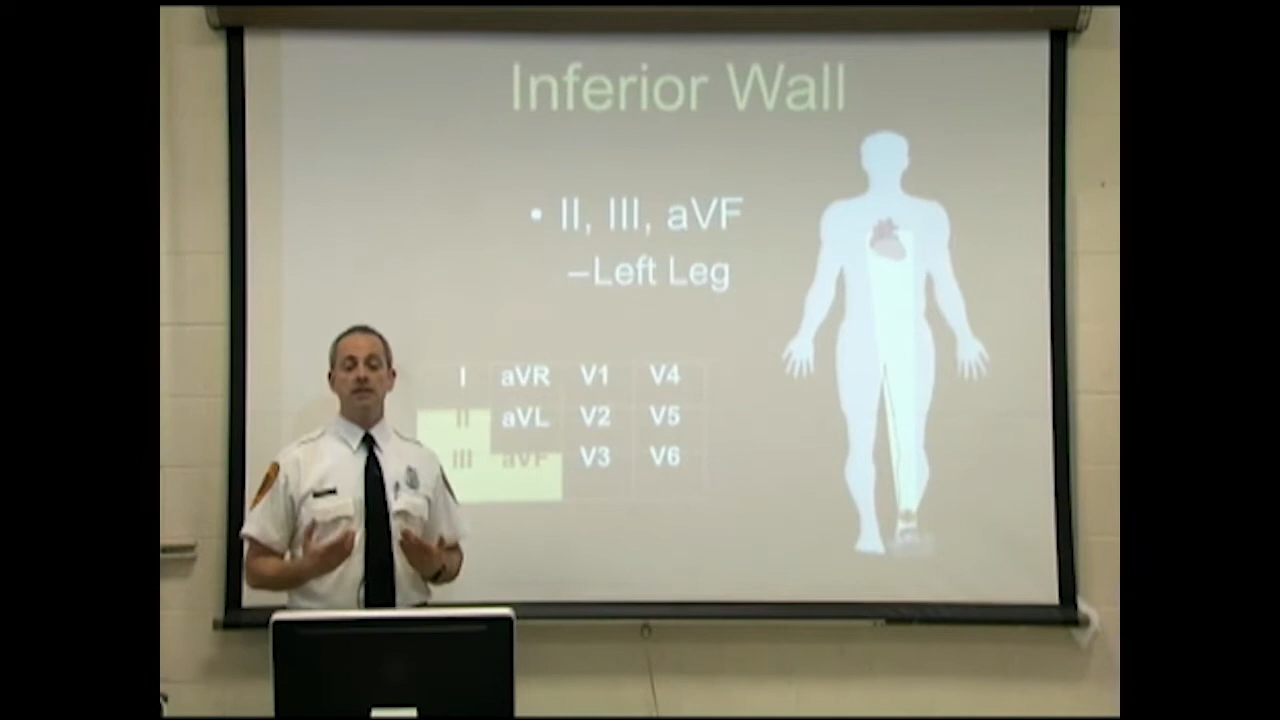 Inferior Wall
• II, III, aVF
–Left Leg
I aVR V1 V4
II aVL V2 V5
III aVF V3 V6